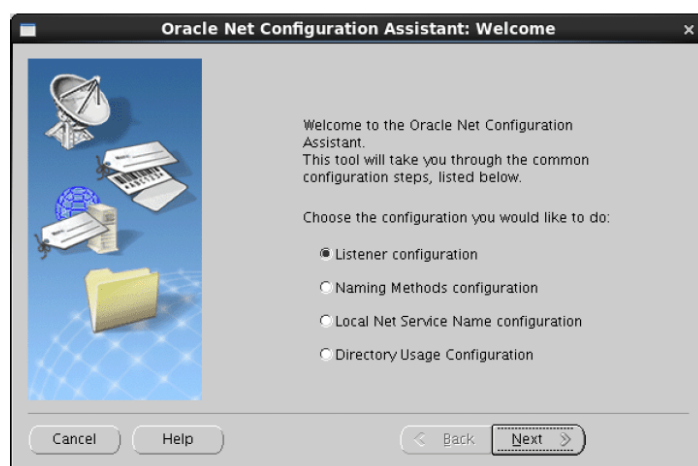 Oracle Net Configuration Assistant: Welcome
Welcome to the Oracle Net Configuration
Assistant.
This tool will take you through the common
configuration steps, listed below.
Choose the configuration you would like to do:
Listener configuration
Naming Methods configuration
Local Net Service Name configuration
Directory Usage Configuration
Cancel
Help
Back
Next